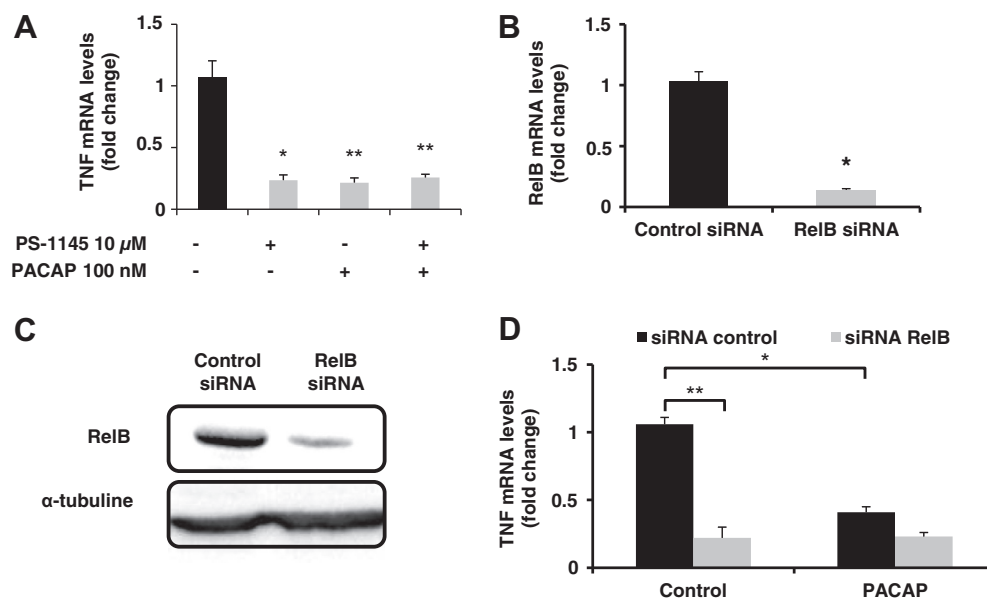 A
TNF mRNA levels
(fold change)
1.5
1
0.5
0
*
**
**
PS-1145 10 µM - + - +
PACAP 100 nM - - + +
B
RelB mRNA levels
(fold change)
1.5
1
0.5
0
*
Control siRNA RelB siRNA
C
Control
siRNA
RelB
siRNA
RelB
α-tubuline
D
siRNA control siRNA RelB
TNF mRNA levels
(fold change)
1.5
1
0.5
0
*
**
Control PACAP